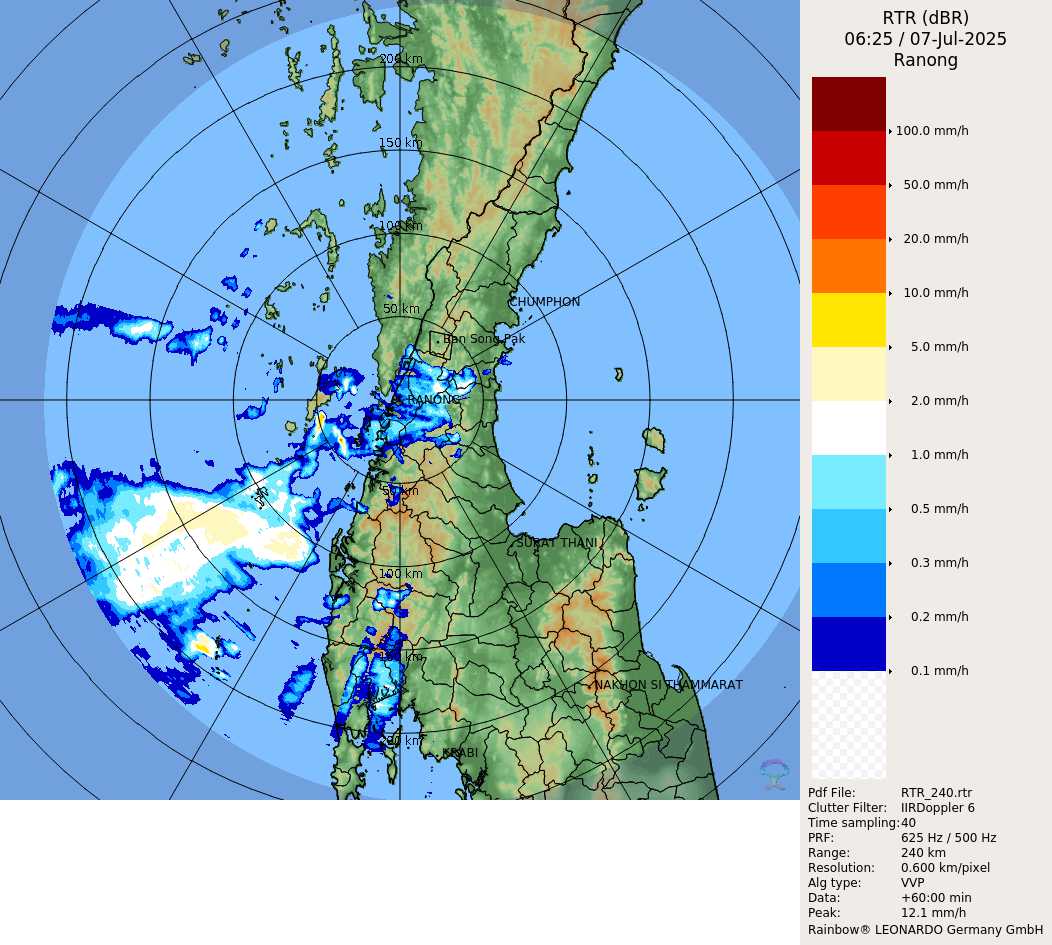 RTR (dBR)
06:25 / 07-Jul-2025
Ranong
100.0 mm/h
50.0 mm/h
20.0 mm/h
10.0 mm/h
5.0 mm/h
2.0 mm/h
1.0 mm/h
0.5 mm/h
0.3 mm/h
0.2 mm/h
0.1 mm/h
200 km
150 km
100 km
CHUMPHON
50 km
Ban Song Pak
RANONG
50 km
SURAT THANI
100 km
150 km
NAKHON SI THAMMARAT
200 km
KRABI
Pdf File: RTR_240.rtr
Clutter Filter: IIRDoppler 6
Time sampling:40
PRF: 625 Hz / 500 Hz
Range: 240 km
Resolution: 0.600 km/pixel
Alg type: VVP
Data: +60:00 min
Peak: 12.1 mm/h
Rainbow® LEONARDO Germany GmbH